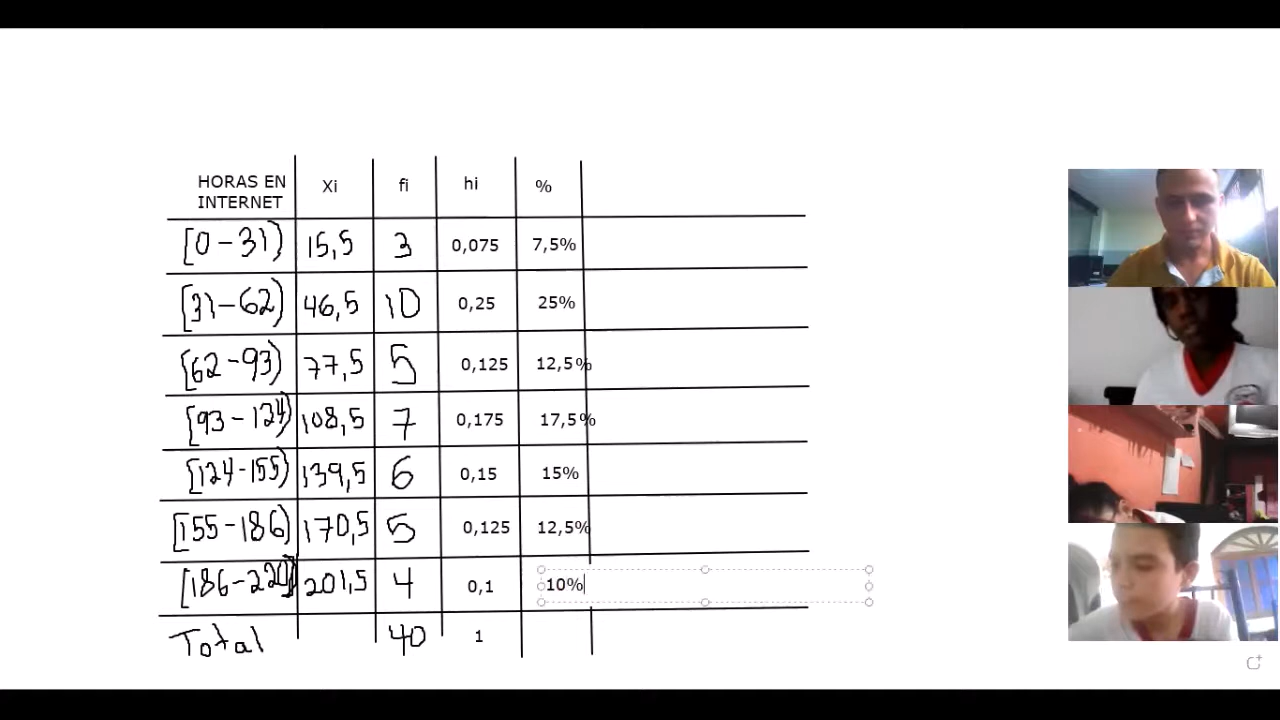 HORAS EN INTERNET Xi fi hi %
[0-31) 15,5 3 0,075 7,5%
[31-62) 46,5 10 0,25 25%
[62-93) 77,5 5 0,125 12,5%
[93-124) 108,5 7 0,175 17,5%
[124-155) 139,5 6 0,15 15%
[155-186) 170,5 5 0,125 12,5%
[186-220] 201,5 4 0,1 10%
Total 40 1